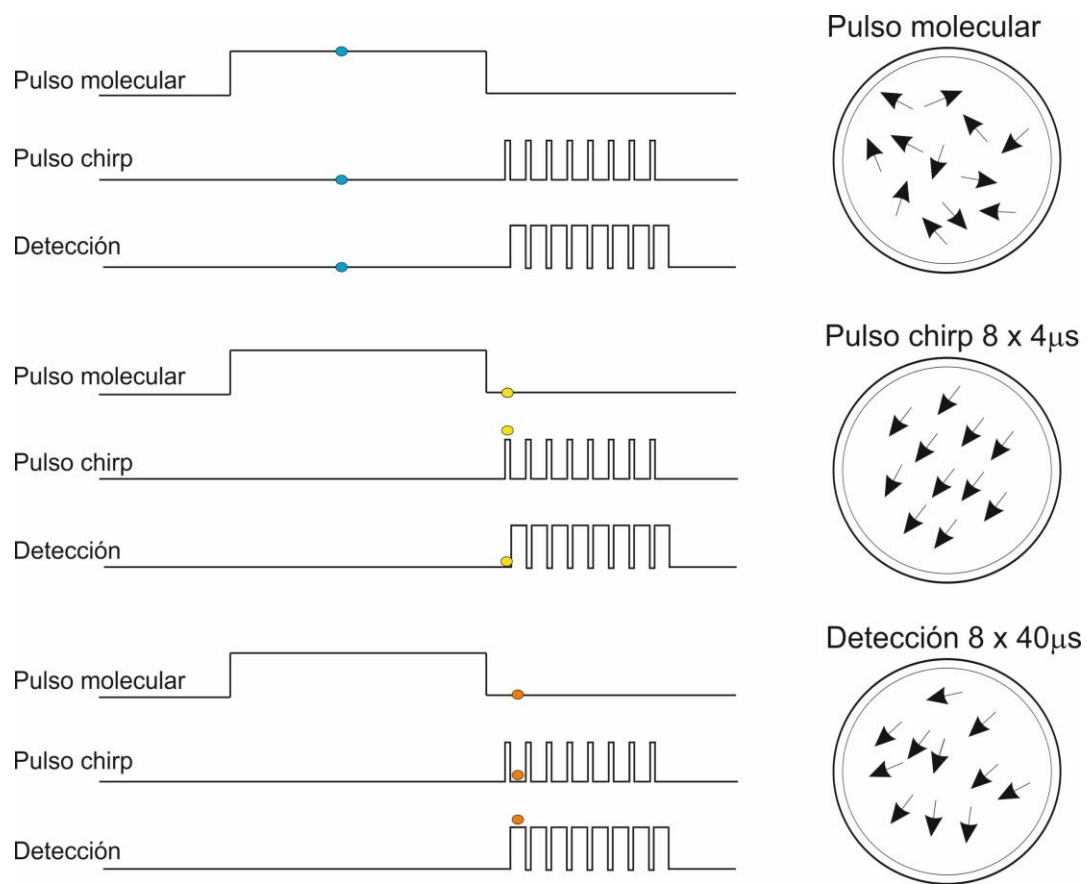 Pulso molecular
Pulso molecular
Pulso chirp
Detección
Pulso chirp 8 x 4μs
Pulso molecular
Pulso chirp
Detección
Detección 8 x 40μs
Pulso molecular
Pulso chirp
Detección